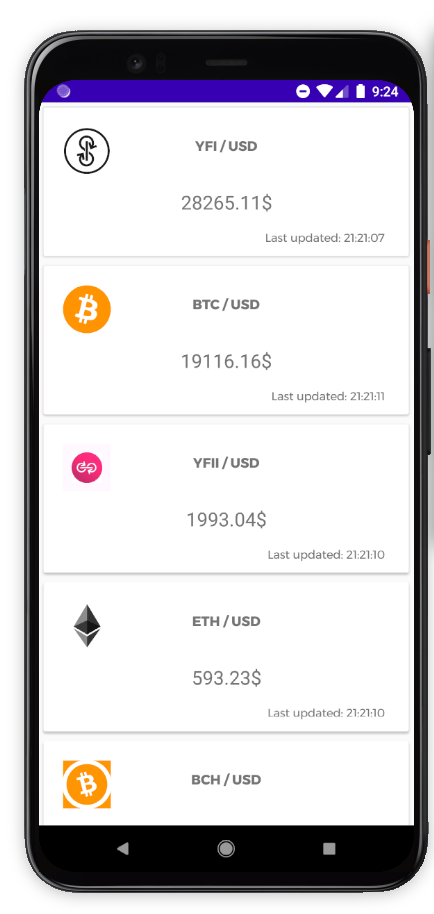 9:24
YFI / USD
28265.11$
Last updated: 21:21:07
BTC / USD
19116.16$
Last updated: 21:21:11
YFII / USD
1993.04$
Last updated: 21:21:10
ETH / USD
593.23$
Last updated: 21:21:10
BCH / USD